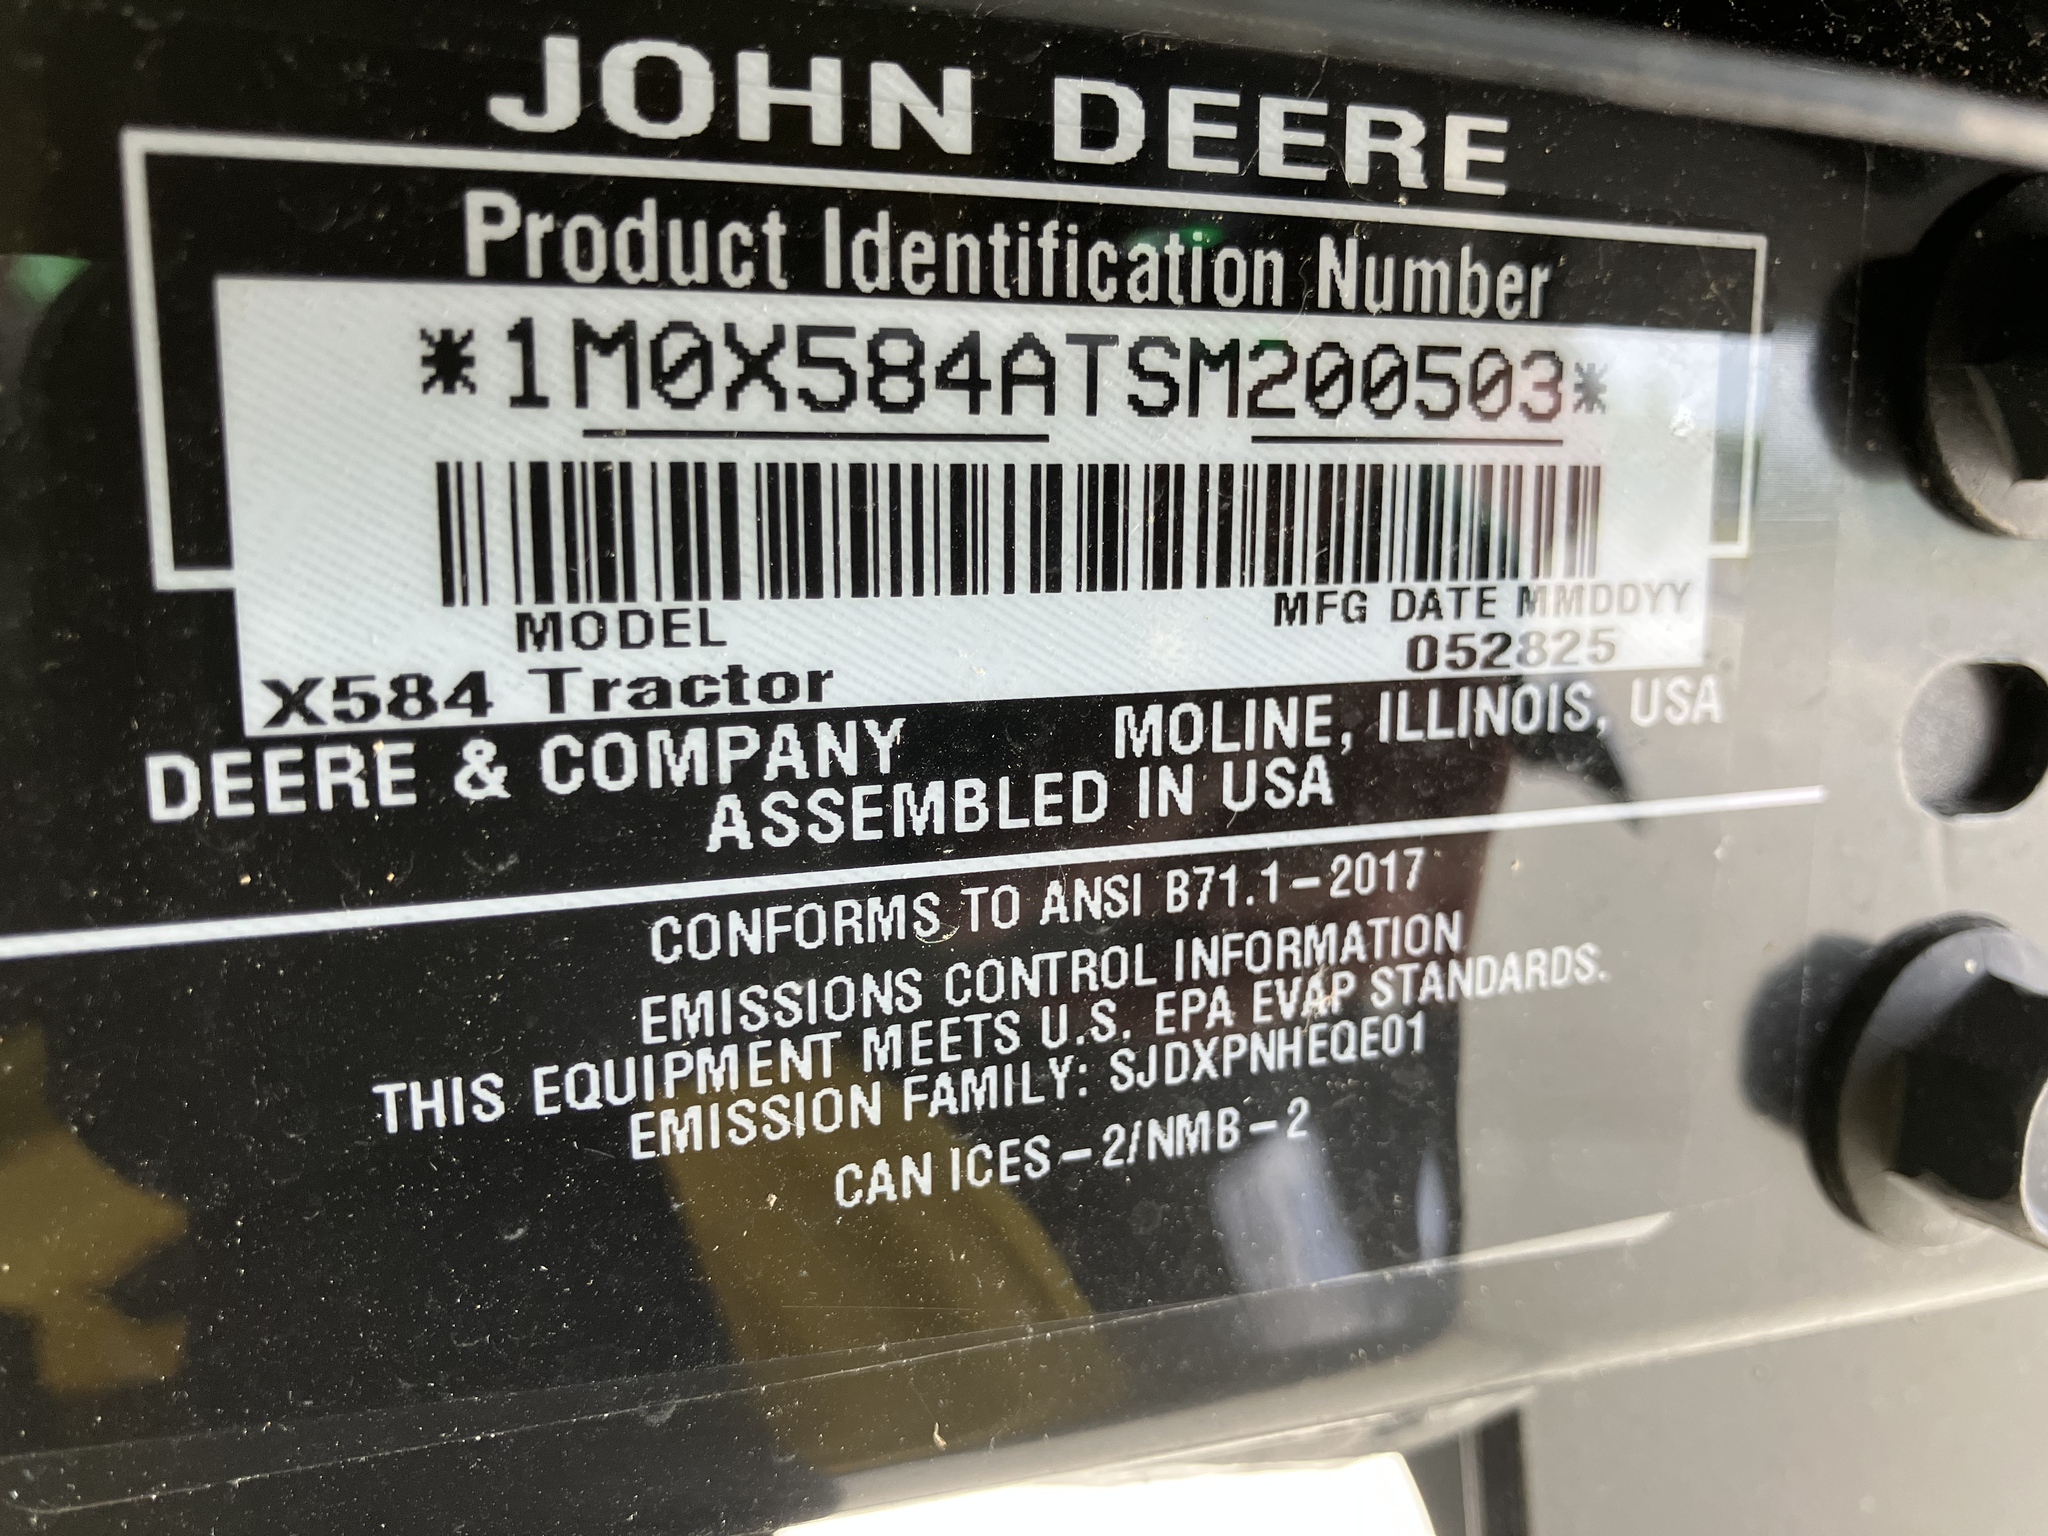 JOHN DEERE
Product Identification Number
*1M0X584ATSM200503*
MODEL MFG DATE MMDDYY
X584 Tractor 052825
DEERE & COMPANY MOLINE, ILLINOIS, USA
ASSEMBLED IN USA
CONFORMS TO ANSI B71.1-2017
EMISSIONS CONTROL INFORMATION
THIS EQUIPMENT MEETS U.S. EPA EVAP STANDARDS.
EMISSION FAMILY: SJDXPNHEQE01
CAN ICES-2/NMB-2